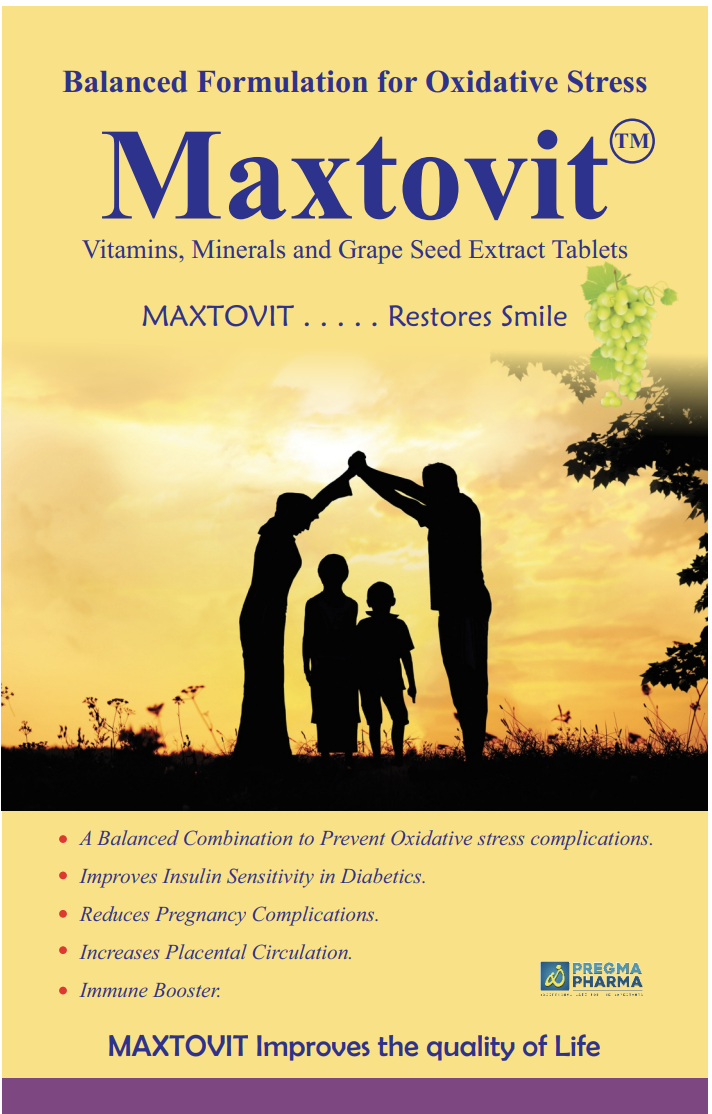 Balanced Formulation for Oxidative Stress
Maxtovit TM
Vitamins, Minerals and Grape Seed Extract Tablets
MAXTOVIT . . . . . Restores Smile
• A Balanced Combination to Prevent Oxidative stress complications.
• Improves Insulin Sensitivity in Diabetics.
• Reduces Pregnancy Complications.
• Increases Placental Circulation.
• Immune Booster.
PREGMA
PHARMA
MAXTOVIT Improves the quality of Life